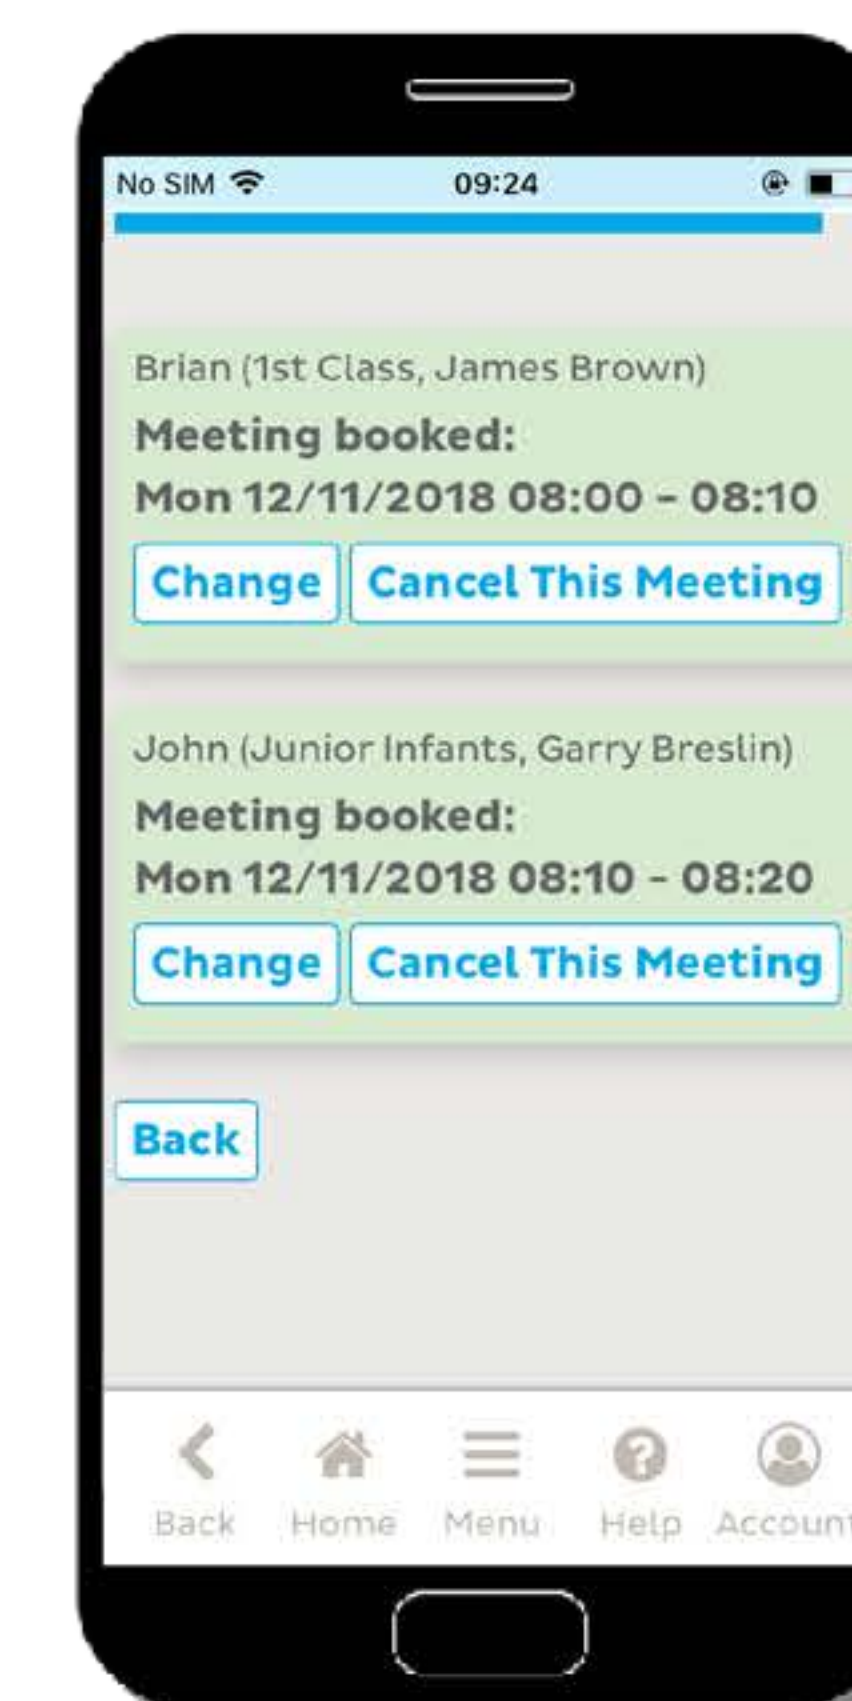 No SIM 09:24
Brian (1st Class, James Brown)
Meeting booked:
Mon 12/11/2018 08:00 - 08:10
Change Cancel This Meeting
John (Junior Infants, Garry Breslin)
Meeting booked:
Mon 12/11/2018 08:10 - 08:20
Change Cancel This Meeting
Back
Back Home Menu Help Account